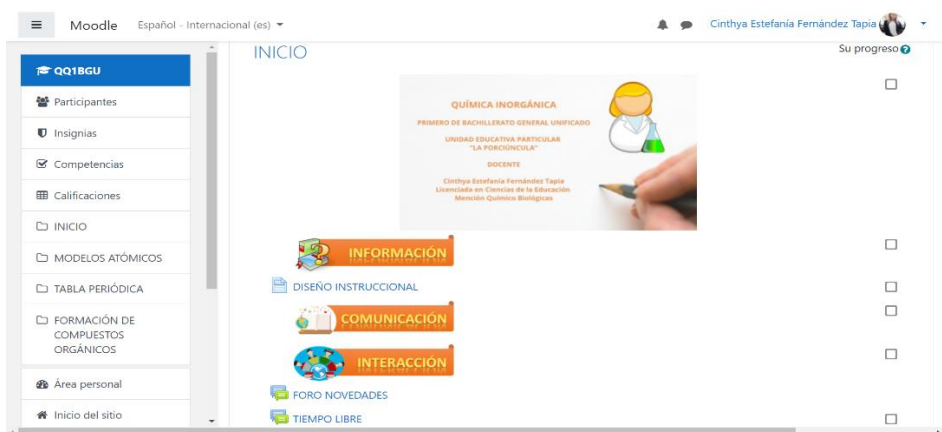 Moodle
Español - Internacional (es)
Cinthya Estefanía Fernández Tapia
QQ1BGU
Participantes
Insignias
Competencias
Calificaciones
INICIO
MODELOS ATÓMICOS
TABLA PERIÓDICA
FORMACIÓN DE
COMPUESTOS
ORGÁNICOS
Área personal
Inicio del sitio
INICIO
Su progreso
QUÍMICA INORGÁNICA
PRIMERO DE BACHILLERATO GENERAL UNIFICADO
UNIDAD EDUCATIVA PARTICULAR
"LA PORCIÚNCULA"
DOCENTE
Cinthya Estefanía Fernández Tapia
Licenciada en Ciencias de la Educación
Mención Químico Biológicas
INFORMACIÓN
DISEÑO INSTRUCCIONAL
COMUNICACIÓN
INTERACCIÓN
FORO NOVEDADES
TIEMPO LIBRE